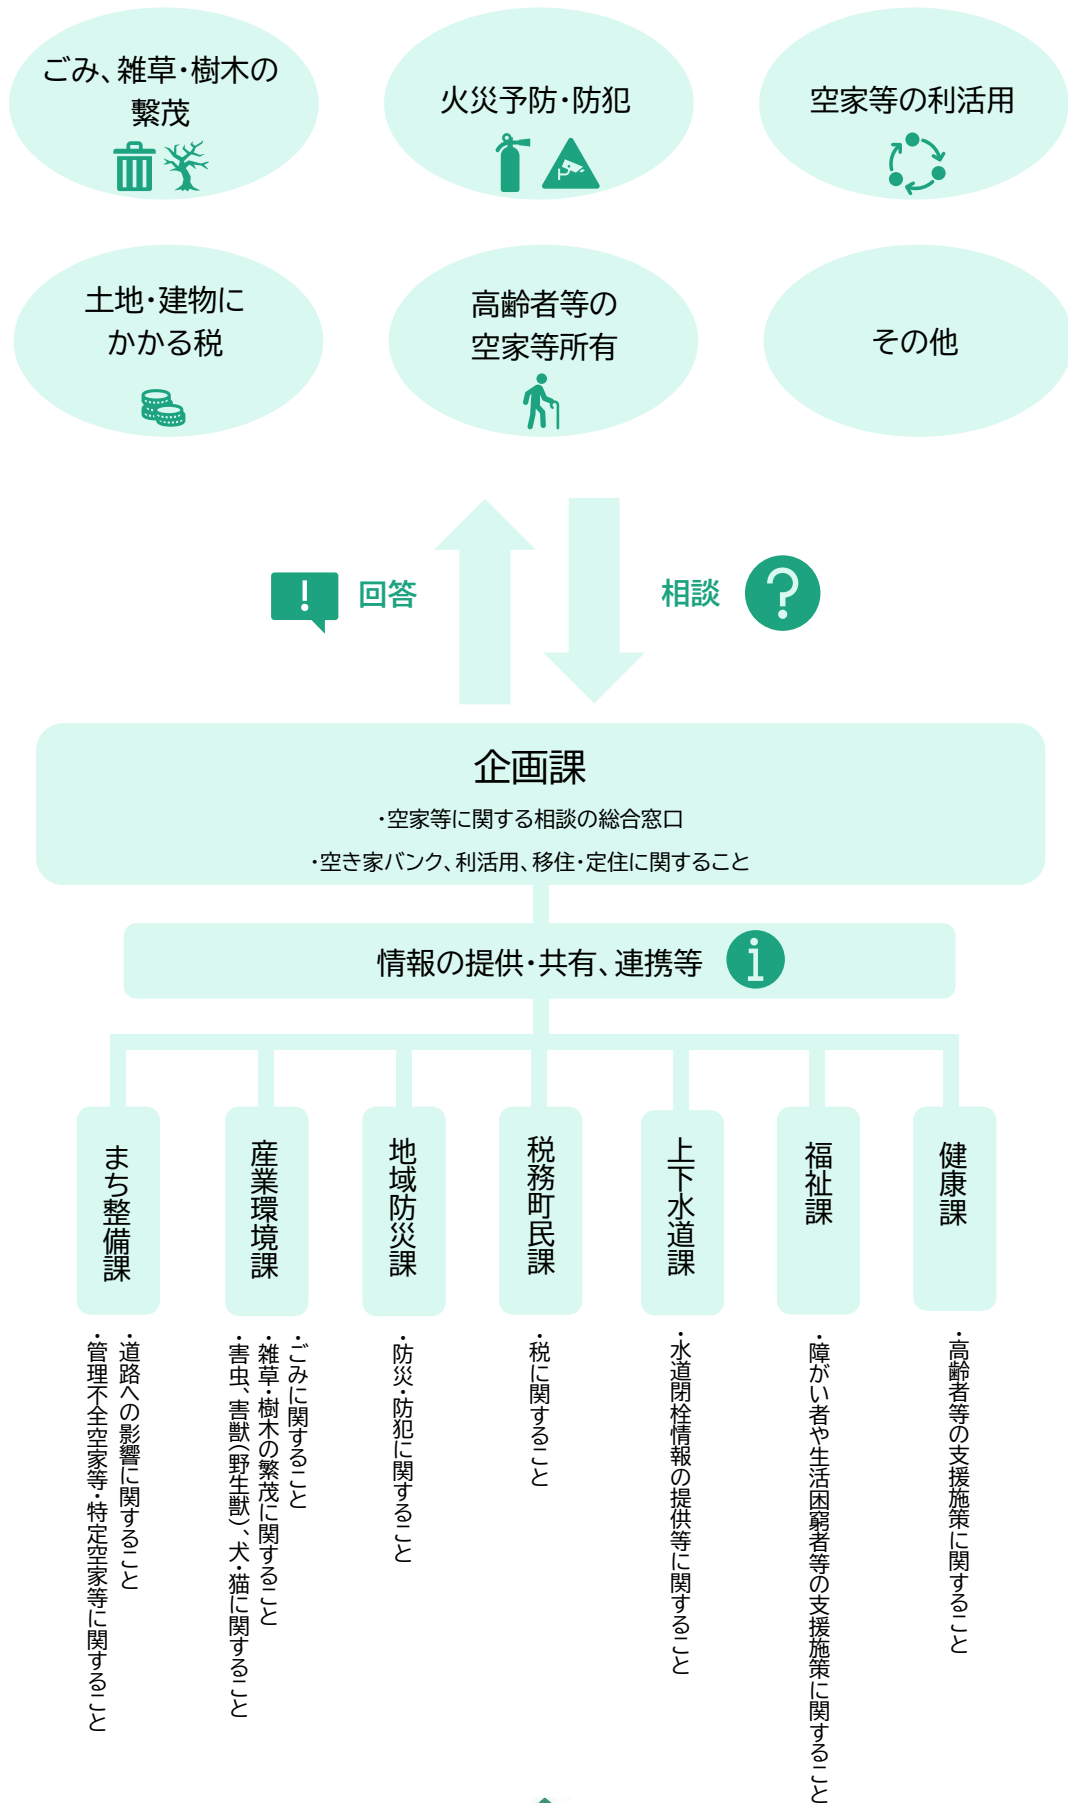 ごみ、雑草・樹木の
繁茂
火災予防・防犯
空家等の利活用
土地・建物に
かかる税
高齢者等の
空家等所有
その他
回答
相談
企画課
・空家等に関する相談の総合窓口
・空き家バンク、利活用、移住・定住に関すること
情報の提供・共有、連携等
まち整備課
・道路への影響に関すること
・管理不全空家等・特定空家等に関すること
産業環境課
・ごみに関すること
・雑草・樹木の繁茂に関すること
・害虫、害獣(野生獣)、犬・猫に関すること
地域防災課
・防災・防犯に関すること
税務町民課
・税に関すること
上下水道課
・水道閉栓情報の提供等に関すること
福祉課
・障がい者や生活困窮者等の支援施策に関すること
健康課
・高齢者等の支援施策に関すること